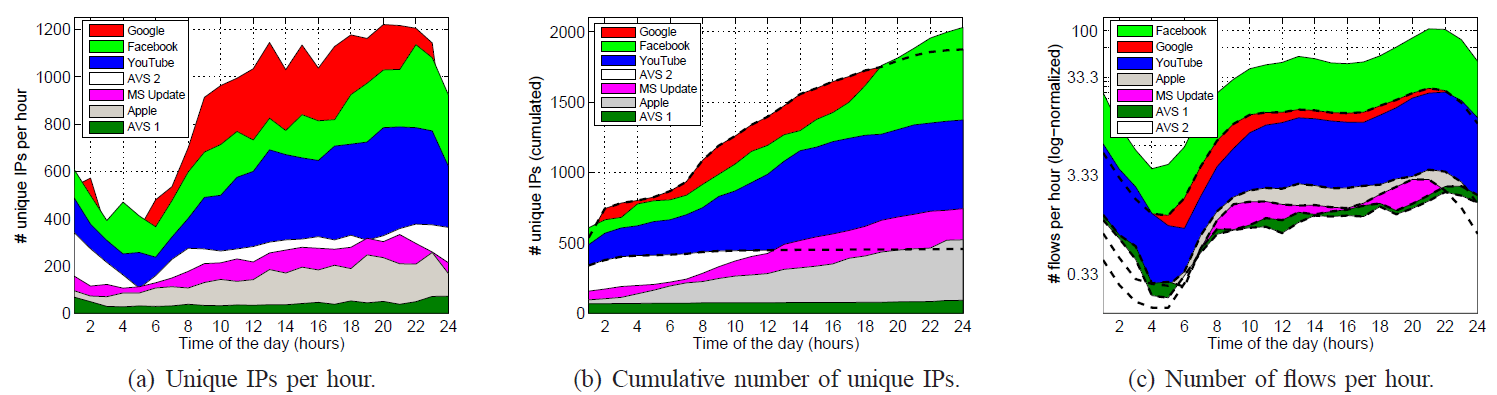 # unique IPs per hour
1200
1000
800
600
400
200
0
Google
Facebook
YouTube
AVS 2
MS Update
Apple
AVS 1
2 4 6 8 10 12 14 16 18 20 22 24
Time of the day (hours)
(a) Unique IPs per hour.
# unique IPs (cumulated)
2000
1500
1000
500
0
Google
Facebook
YouTube
AVS 2
MS Update
Apple
AVS 1
2 4 6 8 10 12 14 16 18 20 22 24
Time of the day (hours)
(b) Cumulative number of unique IPs.
# flows per hour (log−normalized)
100
33.3
3.33
0.33
Facebook
Google
YouTube
Apple
MS Update
AVS 1
AVS 2
2 4 6 8 10 12 14 16 18 20 22 24
Time of the day (hours)
(c) Number of flows per hour.